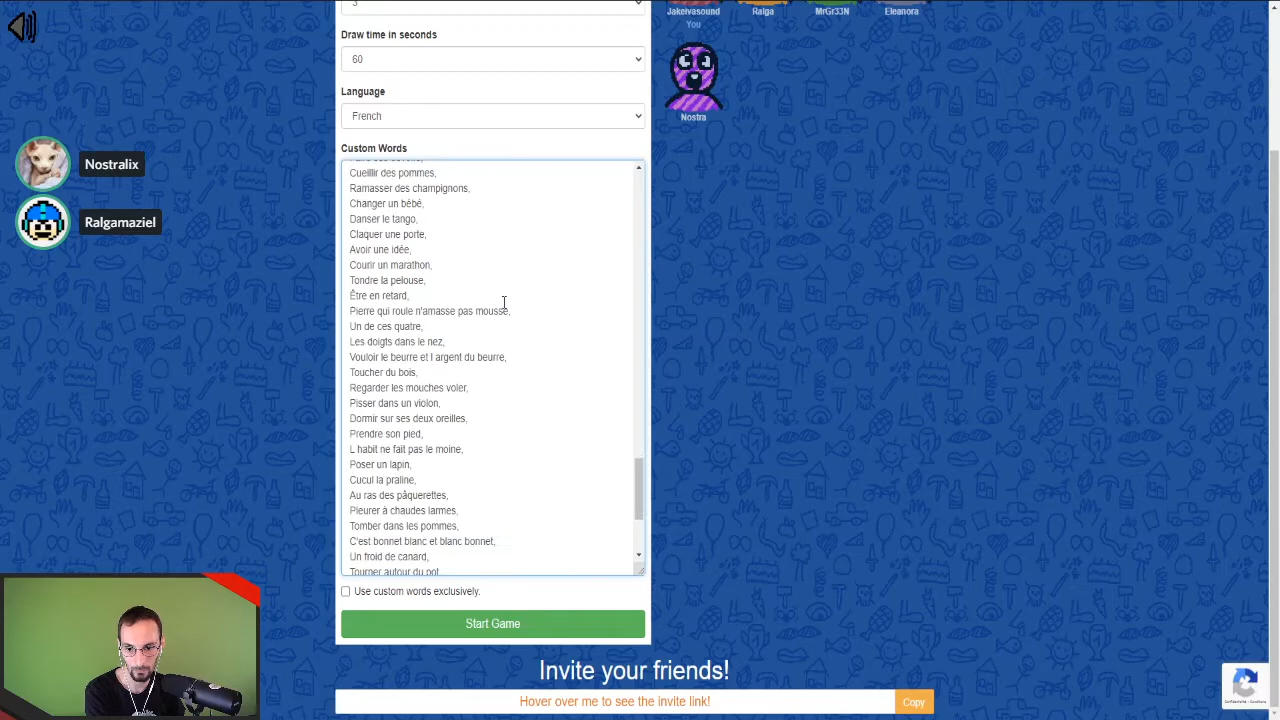 3
Jakeivasound
You
Ralga
MrGr33N
Eleanora
Draw time in seconds
60
Nostra
Language
French
Custom Words
Cueillir des pommes,
Ramasser des champignons,
Changer un bébé,
Danser le tango,
Claquer une porte,
Avoir une idée,
Courir un marathon,
Tondre la pelouse,
Être en retard,
Pierre qui roule n'amasse pas mousse,
Un de ces quatre,
Les doigts dans le nez,
Vouloir le beurre et l argent du beurre,
Toucher du bois,
Regarder les mouches voler,
Pisser dans un violon,
Dormir sur ses deux oreilles,
Prendre son pied,
L habit ne fait pas le moine,
Poser un lapin,
Cucul la praline,
Au ras des pâquerettes,
Pleurer à chaudes larmes,
Tomber dans les pommes,
C'est bonnet blanc et blanc bonnet,
Un froid de canard,
Tourner autour du pot
Use custom words exclusively.
Start Game
Invite your friends!
Hover over me to see the invite link!
Copy
Nostralix
Ralgamaziel
Confidentialité - Conditions